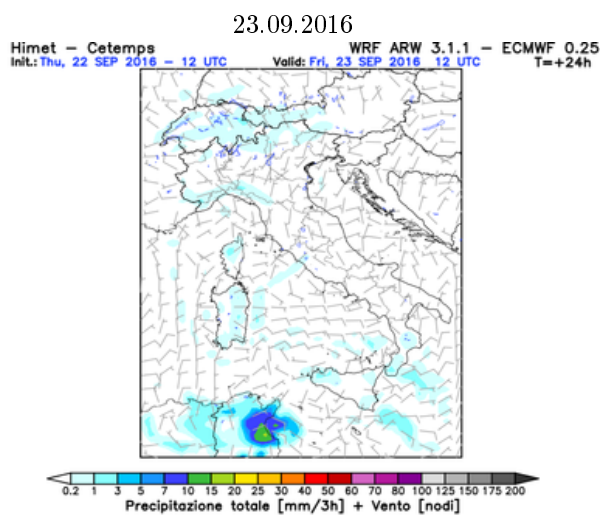 23.09.2016
Himet – Cetemps WRF ARW 3.1.1 – ECMWF 0.25
Init.: Thu, 22 SEP 2016 – 12 UTC Valid: Fri, 23 SEP 2016 12 UTC T=+24h
0.2 1 3 5 7 10 15 20 25 30 40 50 60 70 80 100 125 150 175 200
Precipitazione totale [mm/3h] + Vento [nodi]